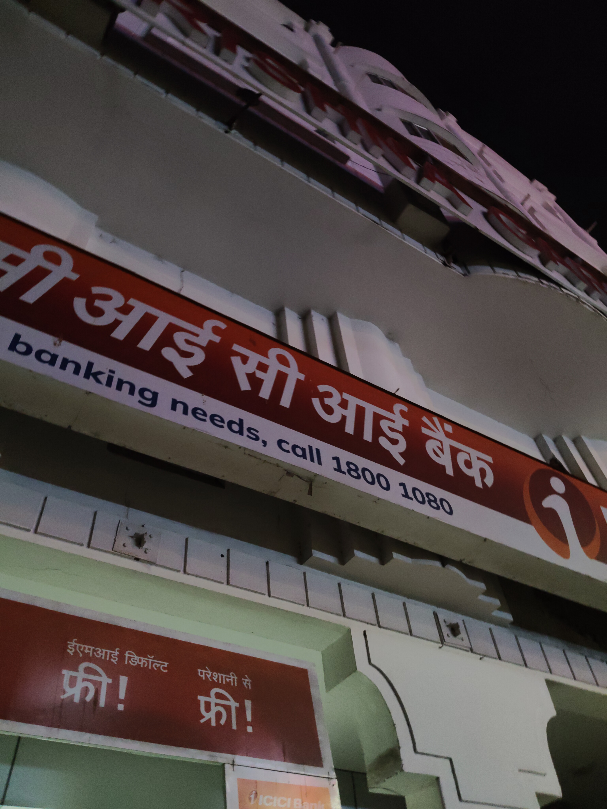 सी आई सी आई बैंक
banking needs, call 1800 1080
ईएमआई डिफॉल्ट
फ्री!
परेशानी से
फ्री!
ICICI Bank